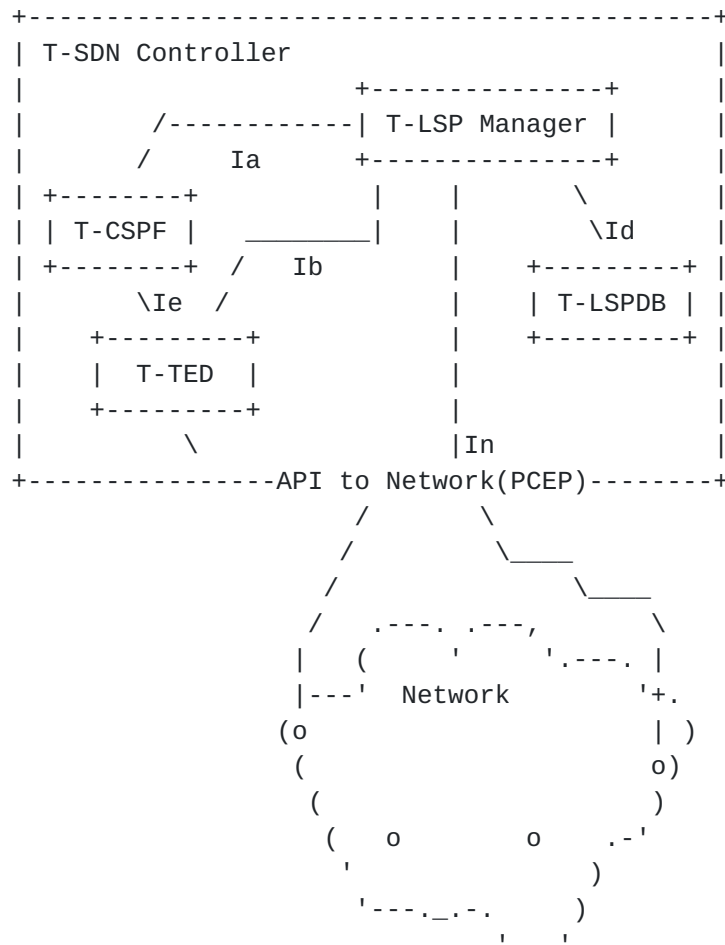 T-SDN Controller
T-LSP Manager
Ia
T-CSPF
\Id
Ib
\Ie
T-LSPDB
T-TED
In
API to Network(PCEP)
Network
o
o
o o